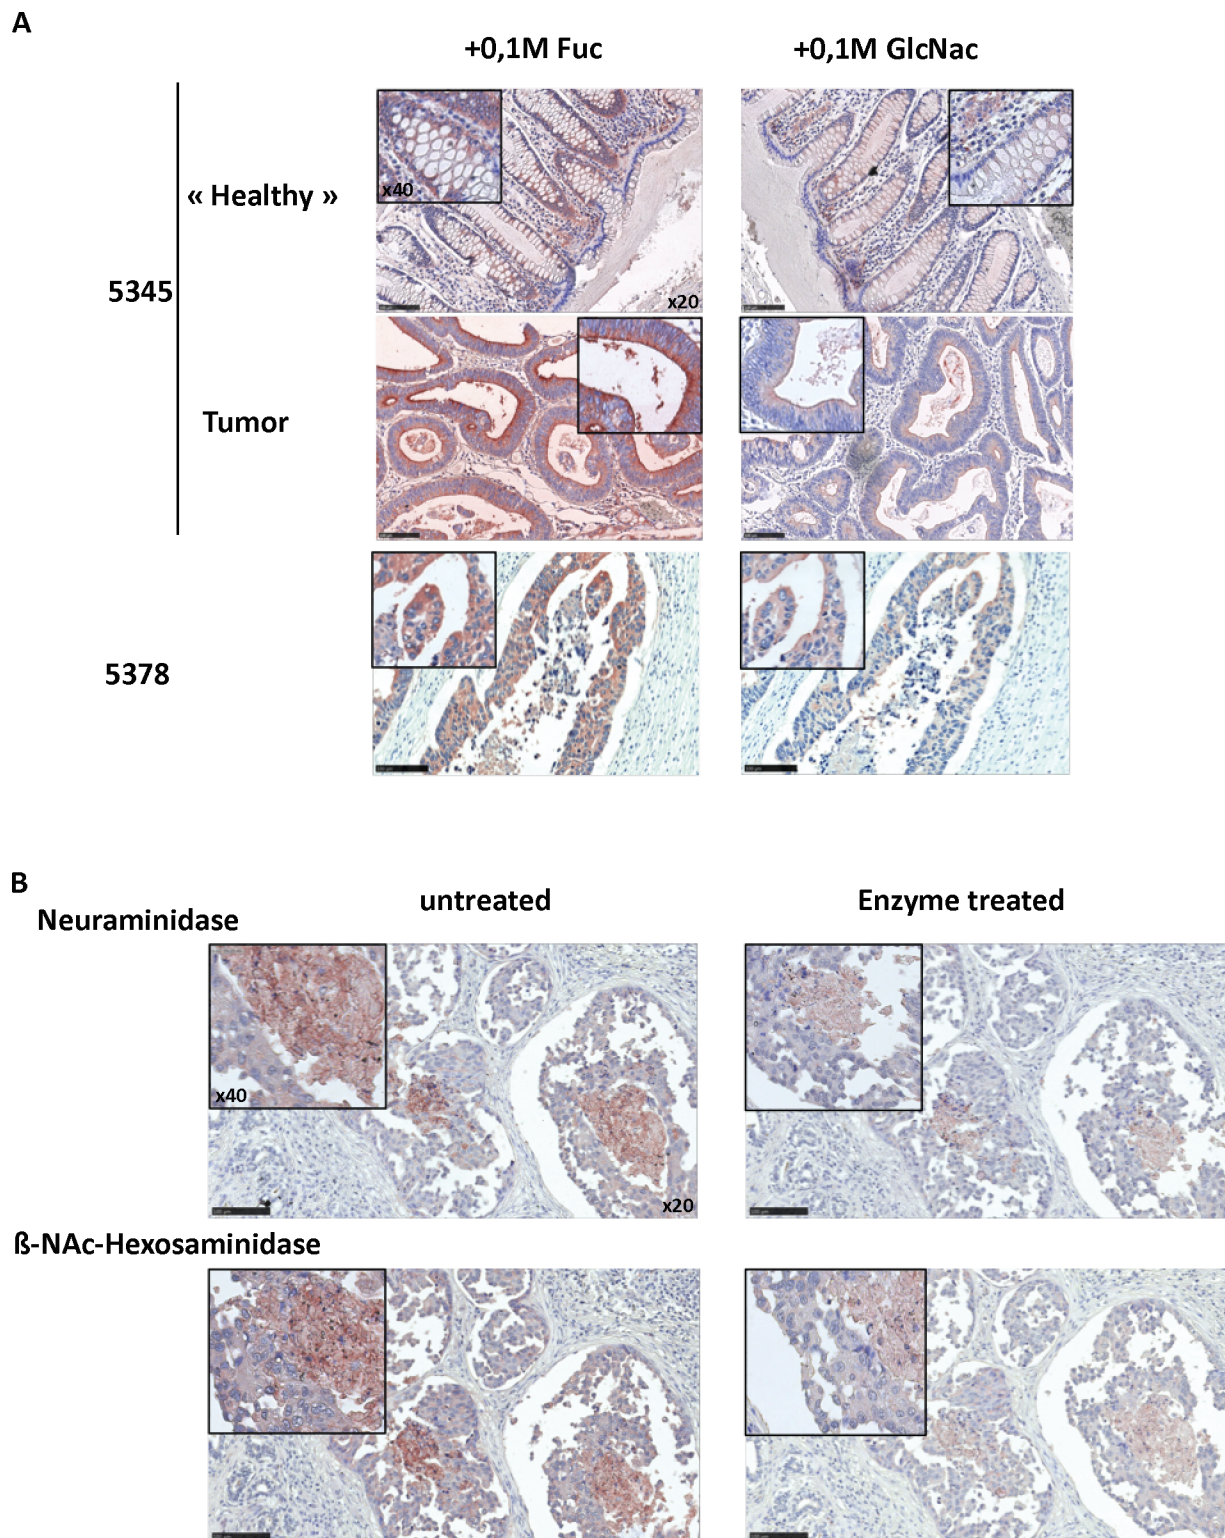 A
+0,1M Fuc
+0,1M GlcNac
« Healthy »
x40
x20
5345
Tumor
5378
B
untreated
Enzyme treated
Neuraminidase
x40
x20
ß-NAc-Hexosaminidase